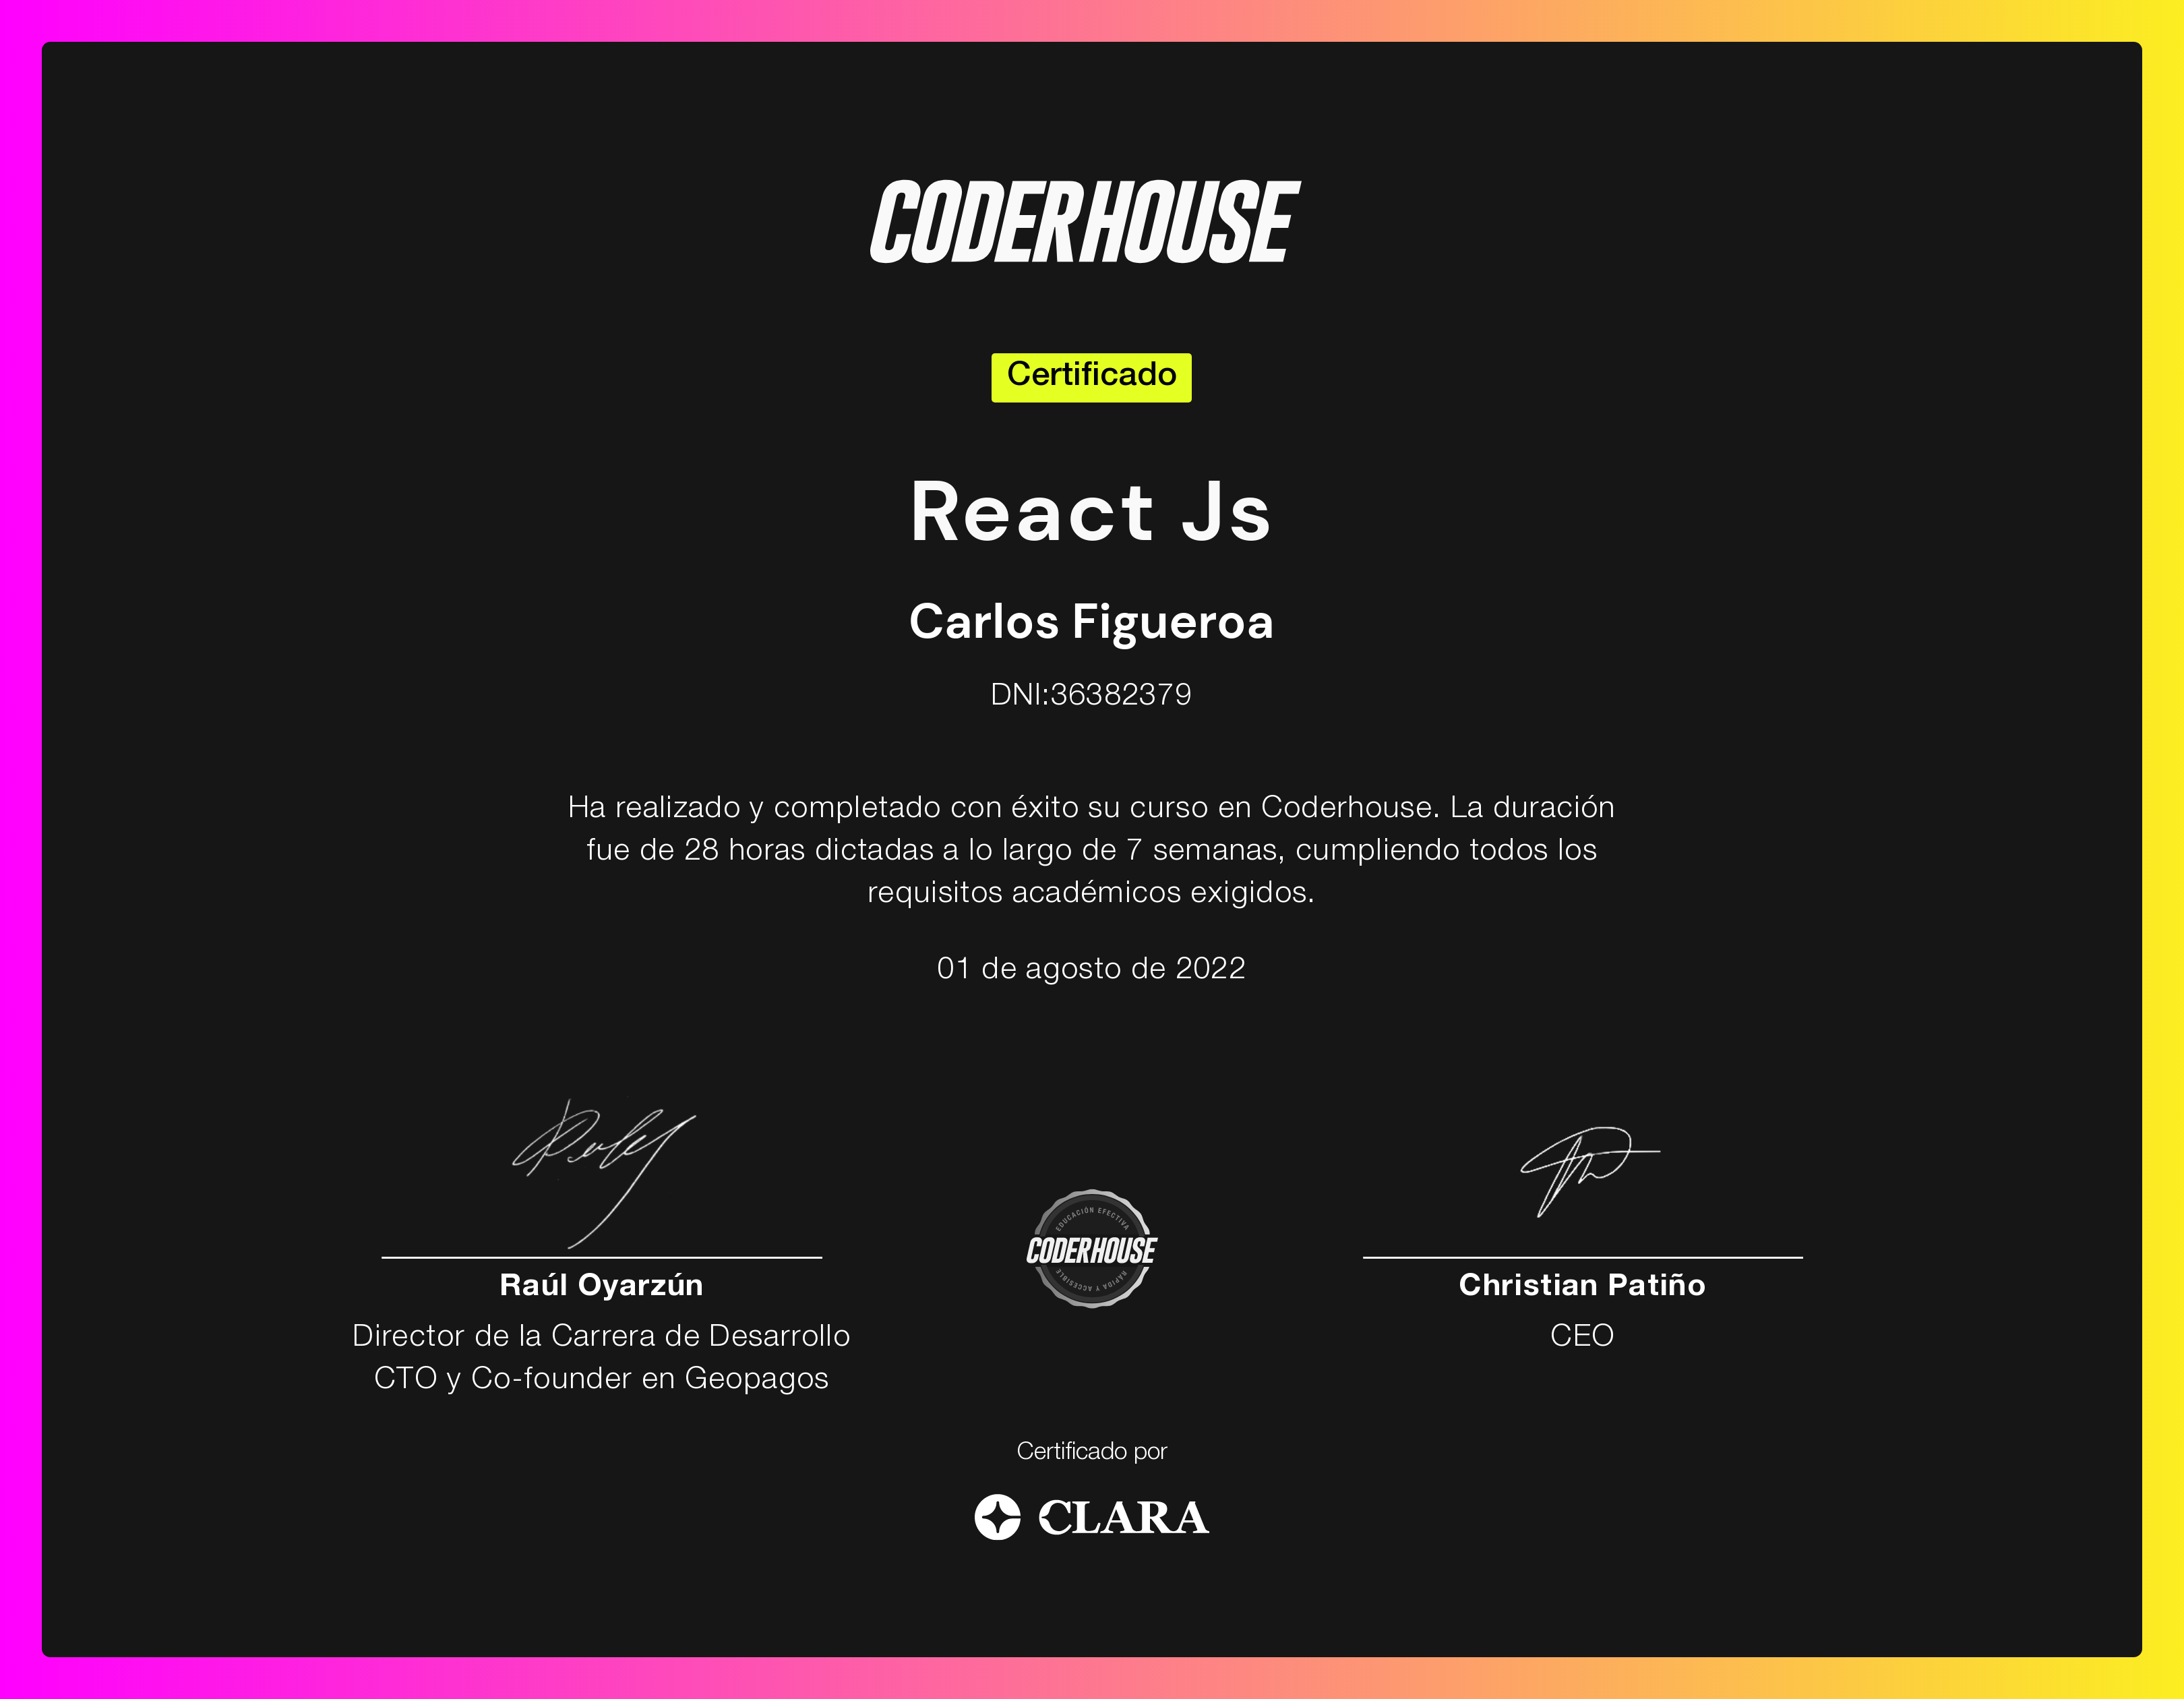 CODERHOUSE
Certificado
React Js
Carlos Figueroa
DNI:36382379
Ha realizado y completado con éxito su curso en Coderhouse. La duración
fue de 28 horas dictadas a lo largo de 7 semanas, cumpliendo todos los
requisitos académicos exigidos.
01 de agosto de 2022
EDUCACIÓN EFECTIVA
CODERHOUSE
RÁPIDA Y ACCESIBLE
Raúl Oyarzún
Director de la Carrera de Desarrollo
CTO y Co-founder en Geopagos
Christian Patiño
CEO
Certificado por
CLARA